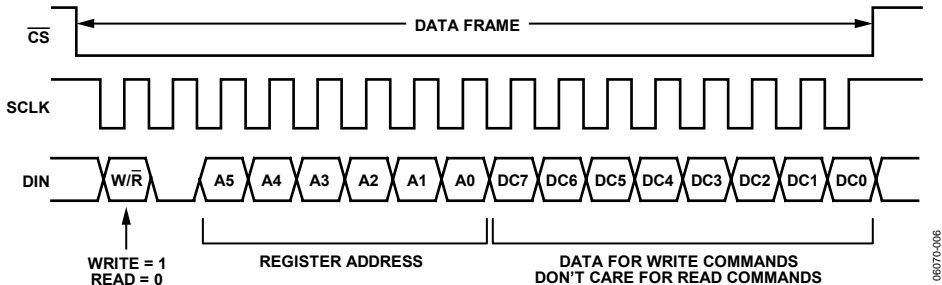 DATA FRAME
CS
SCLK
DIN
W/R A5 A4 A3 A2 A1 A0 DC7 DC6 DC5 DC4 DC3 DC2 DC1 DC0
WRITE = 1
READ = 0
REGISTER ADDRESS
DATA FOR WRITE COMMANDS
DON'T CARE FOR READ COMMANDS
06070-006